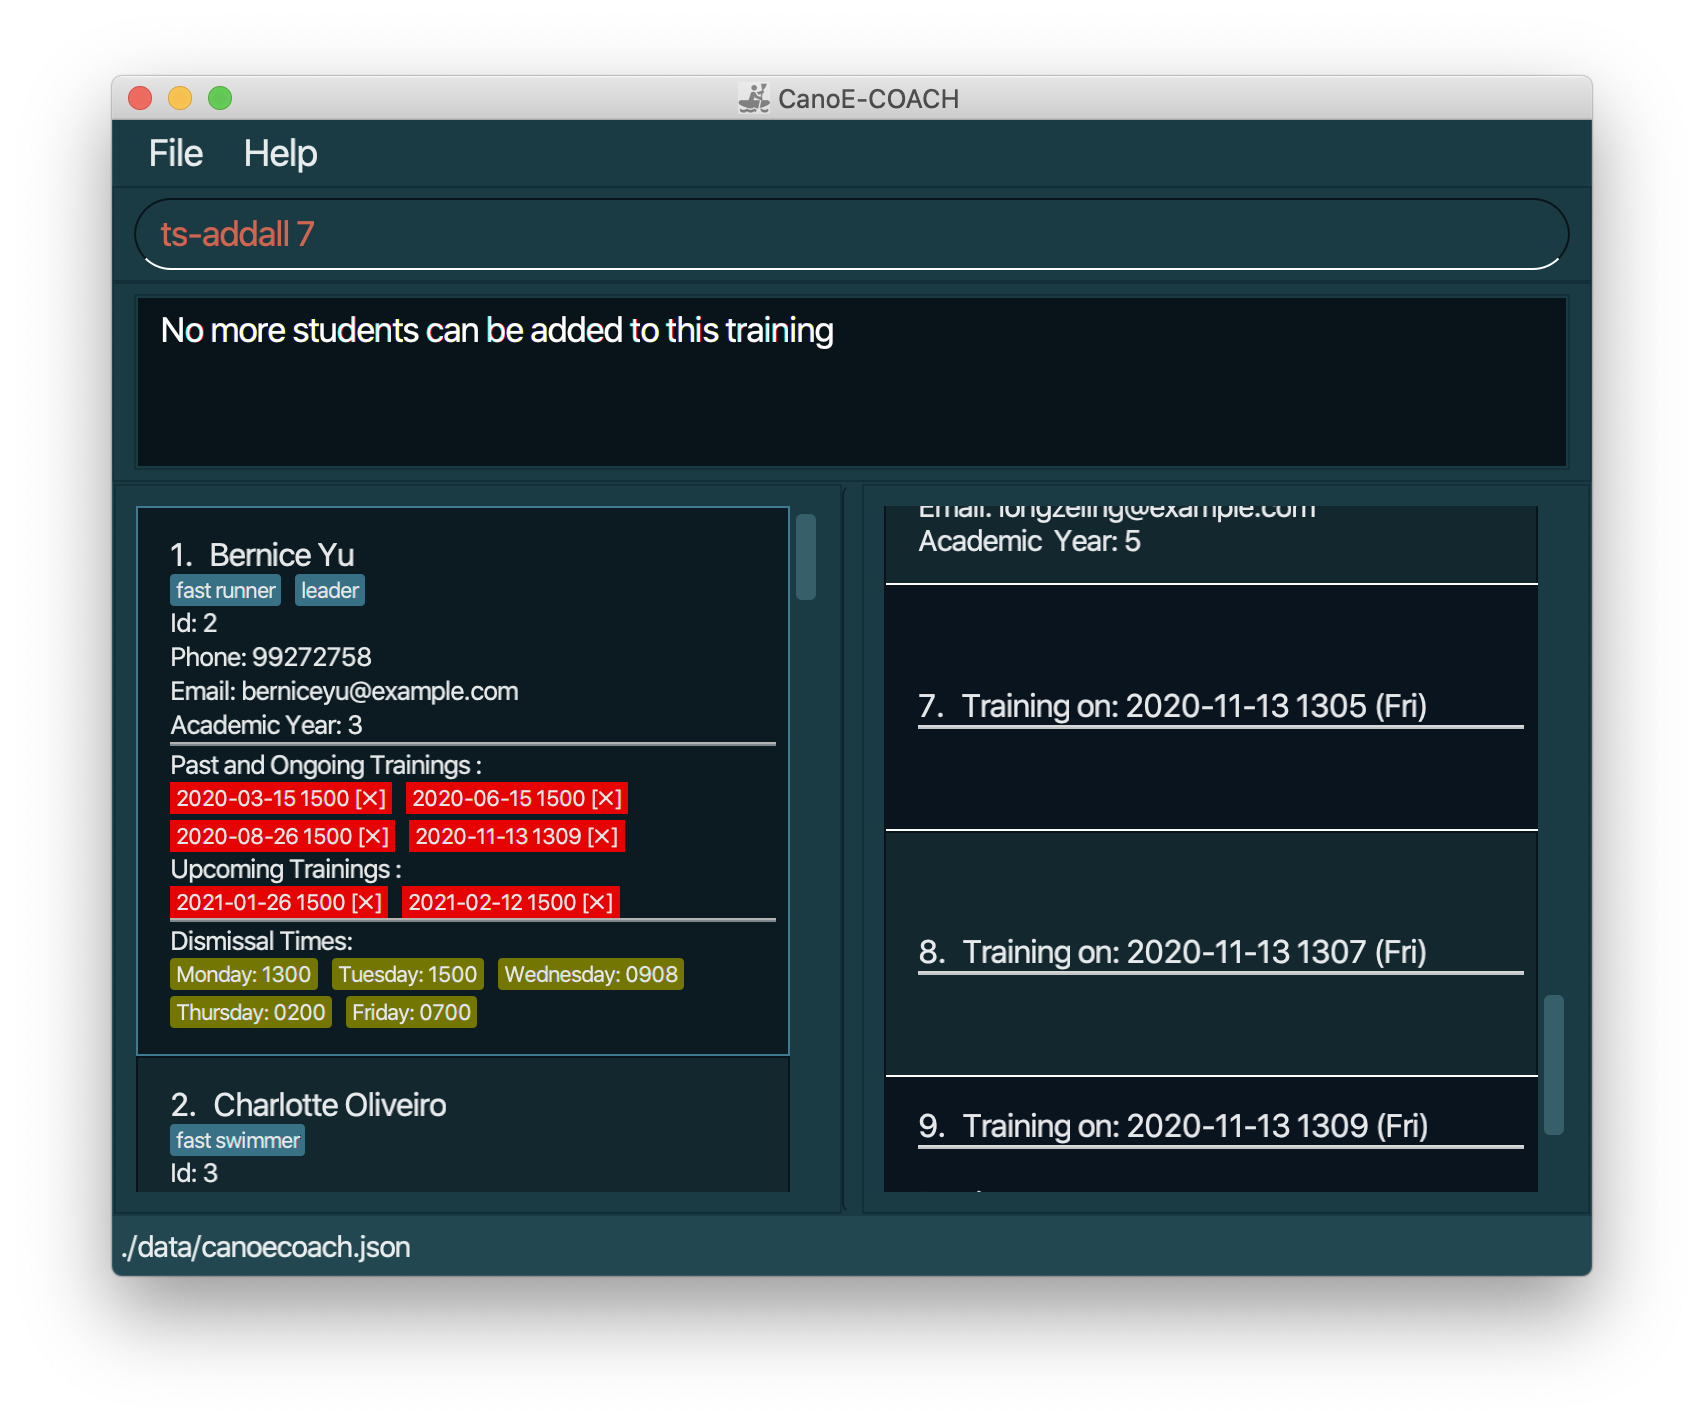 CanoE-COACH
File Help
ts-addall 7
No more students can be added to this training
1. Bernice Yu
fast runner leader
Id: 2
Phone: 99272758
Email: berniceyu@example.com
Academic Year: 3
Past and Ongoing Trainings :
2020-03-15 1500 [✕] 2020-06-15 1500 [✕]
2020-08-26 1500 [✕] 2020-11-13 1309 [✕]
Upcoming Trainings :
2021-01-26 1500 [✕] 2021-02-12 1500 [✕]
Dismissal Times:
Monday: 1300 Tuesday: 1500 Wednesday: 0908
Thursday: 0200 Friday: 0700
2. Charlotte Oliveiro
fast swimmer
Id: 3
Email: longzeling@example.com
Academic Year: 5
7. Training on: 2020-11-13 1305 (Fri)
8. Training on: 2020-11-13 1307 (Fri)
9. Training on: 2020-11-13 1309 (Fri)
./data/canoecoach.json